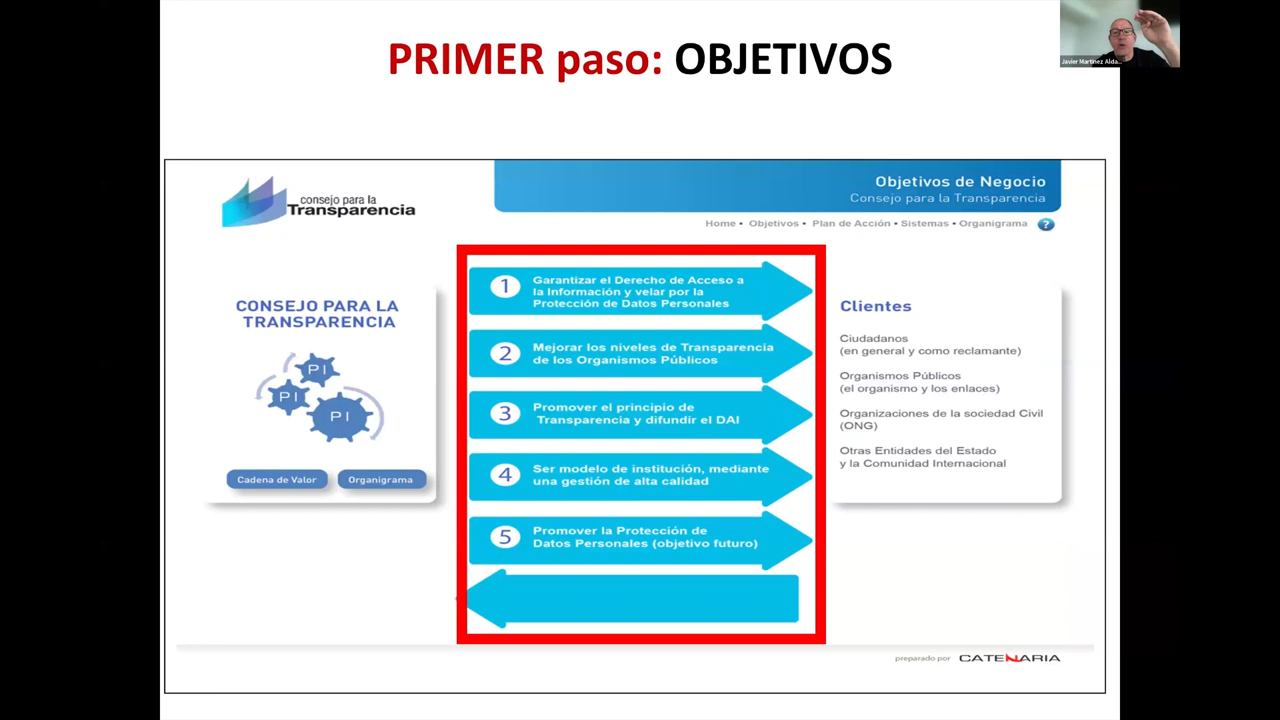 PRIMER paso: OBJETIVOS
Javier Martinez Alda...
consejo para la
Transparencia
Objetivos de Negocio
Consejo para la Transparencia
Home • Objetivos • Plan de Acción • Sistemas • Organigrama ?
CONSEJO PARA LA
TRANSPARENCIA
PI
PI
PI
Cadena de Valor
Organigrama
1
Garantizar el Derecho de Acceso a
la Información y velar por la
Protección de Datos Personales
2
Mejorar los niveles de Transparencia
de los Organismos Públicos
3
Promover el principio de
Transparencia y difundir el DAI
4
Ser modelo de institución, mediante
una gestión de alta calidad
5
Promover la Protección de
Datos Personales (objetivo futuro)
Clientes
Ciudadanos
(en general y como reclamante)
Organismos Públicos
(el organismo y los enlaces)
Organizaciones de la sociedad Civil
(ONG)
Otras Entidades del Estado
y la Comunidad Internacional
preparado por CATENARIA